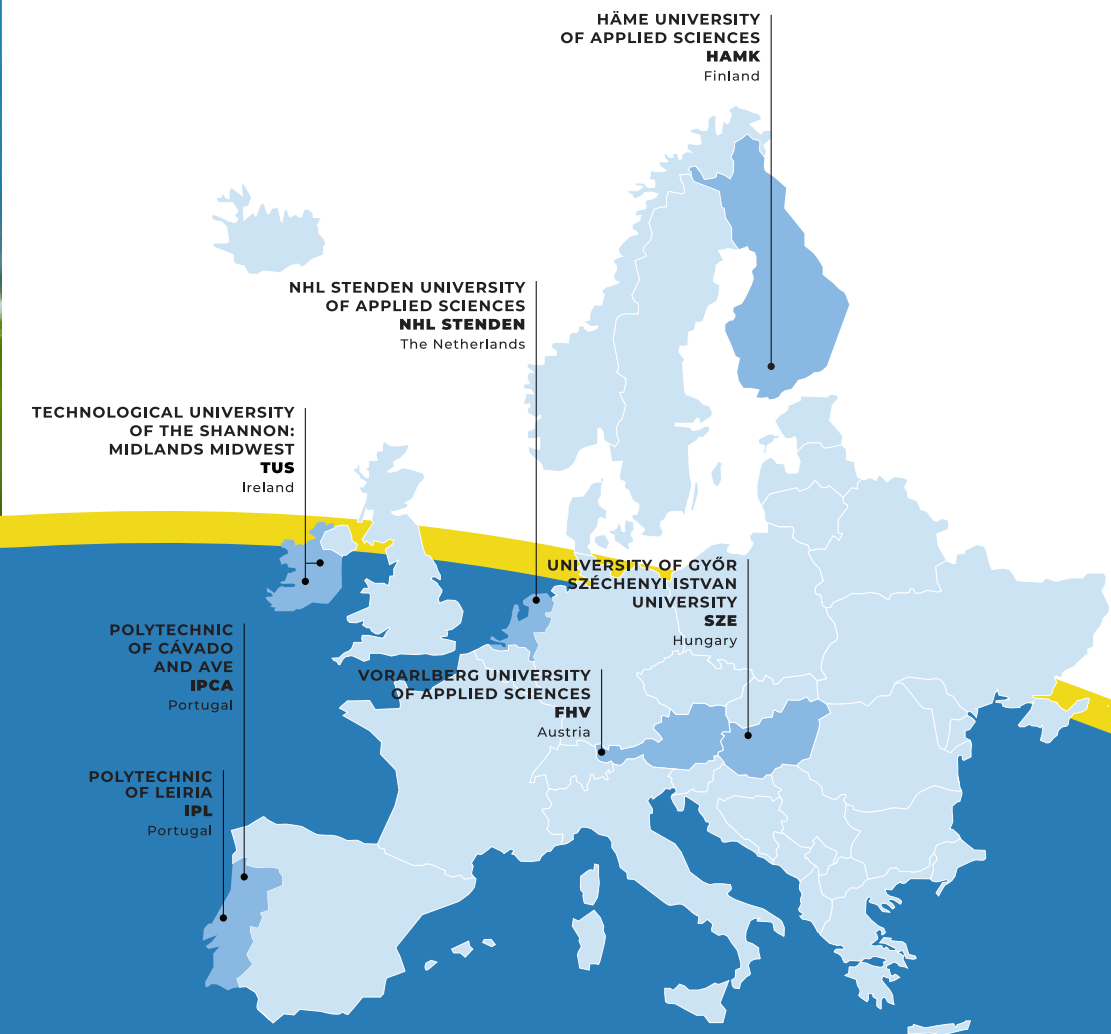 HÄME UNIVERSITY
OF APPLIED SCIENCES
HAMK
Finland
NHL STENDEN UNIVERSITY
OF APPLIED SCIENCES
NHL STENDEN
The Netherlands
TECHNOLOGICAL UNIVERSITY
OF THE SHANNON:
MIDLANDS MIDWEST
TUS
Ireland
UNIVERSITY OF GYŐR
SZÉCHENYI ISTVAN
UNIVERSITY
SZE
Hungary
POLYTECHNIC
OF CÁVADO
AND AVE
IPCA
Portugal
VORARLBERG UNIVERSITY
OF APPLIED SCIENCES
FHV
Austria
POLYTECHNIC
OF LEIRIA
IPL
Portugal